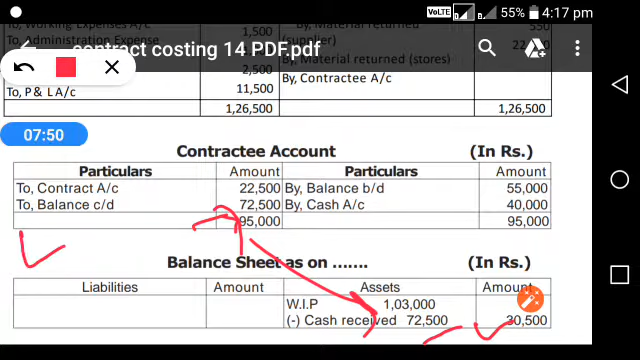 VoLTE 55% 4:17 pm
To, Working Expenses A/c By, Material returned 550
To, Administration Expense 1,500 (supplier)
contract costing 14 PDF.pdf
By, Material returned (stores)
2,500 By, Contractee A/c
To, P & L A/c 11,500
1,26,500 1,26,500
07:50
Contractee Account (In Rs.)
Particulars Amount Particulars Amount
To, Contract A/c 22,500 By, Balance b/d 55,000
To, Balance c/d 72,500 By, Cash A/c 40,000
95,000 95,000
Balance Sheet as on ....... (In Rs.)
Liabilities Amount Assets Amount
W.I.P 1,03,000
(-) Cash received 72,500 30,500